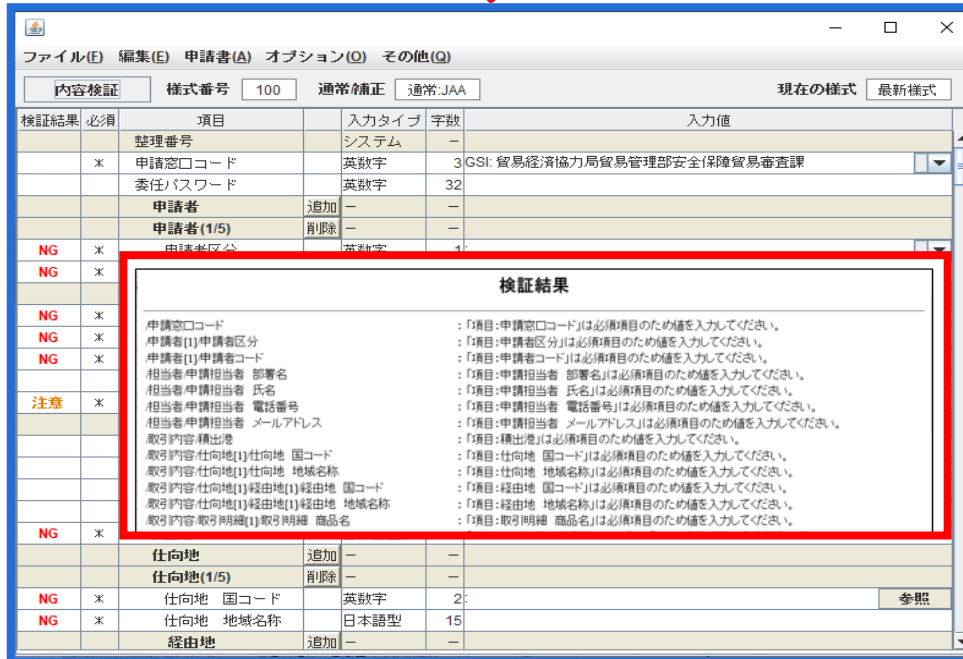 ファイル(F) 編集(E) 申請書(A) オプション(O) その他(Q)
内容検証 様式番号 100 通常/補正 通常:JAA 現在の様式 最新様式
検証結果 必須 項目 入力タイプ 字数 入力値
整理番号 システム －
＊ 申請窓口コード 英数字 3 GSI: 貿易経済協力局貿易管理部安全保障貿易審査課
委任パスワード 英数字 32
申請者 追加 － －
申請者(1/5) 削除 － －
NG ＊ 申請者区分 英数字 1:
NG ＊
検証結果
NG ＊
/申請窓口コード :「項目:申請窓口コード」は必須項目のため値を入力してください。
NG ＊
/申請者[1]/申請者区分 :「項目:申請者区分」は必須項目のため値を入力してください。
NG ＊
/申請者[1]/申請者コード :「項目:申請者コード」は必須項目のため値を入力してください。
/担当者/申請担当者 部署名 :「項目:申請担当者 部署名」は必須項目のため値を入力してください。
/担当者/申請担当者 氏名 :「項目:申請担当者 氏名」は必須項目のため値を入力してください。
注意 ＊
/担当者/申請担当者 電話番号 :「項目:申請担当者 電話番号」は必須項目のため値を入力してください。
/担当者/申請担当者 メールアドレス :「項目:申請担当者 メールアドレス」は必須項目のため値を入力してください。
/取引内容/積出港 :「項目:積出港」は必須項目のため値を入力してください。
/取引内容/仕向地[1]/仕向地 国コード :「項目:仕向地 国コード」は必須項目のため値を入力してください。
/取引内容/仕向地[1]/仕向地 地域名称 :「項目:仕向地 地域名称」は必須項目のため値を入力してください。
/取引内容/仕向地[1]/経由地[1]/経由地 国コード :「項目:経由地 国コード」は必須項目のため値を入力してください。
/取引内容/仕向地[1]/経由地[1]/経由地 地域名称 :「項目:経由地 地域名称」は必須項目のため値を入力してください。
/取引内容/取引明細[1]/取引明細 商品名 :「項目:取引明細 商品名」は必須項目のため値を入力してください。
NG ＊
仕向地 追加 － －
仕向地(1/5) 削除 － －
NG ＊ 仕向地 国コード 英数字 2: 参照
NG ＊ 仕向地 地域名称 日本語型 15
経由地 追加 － －